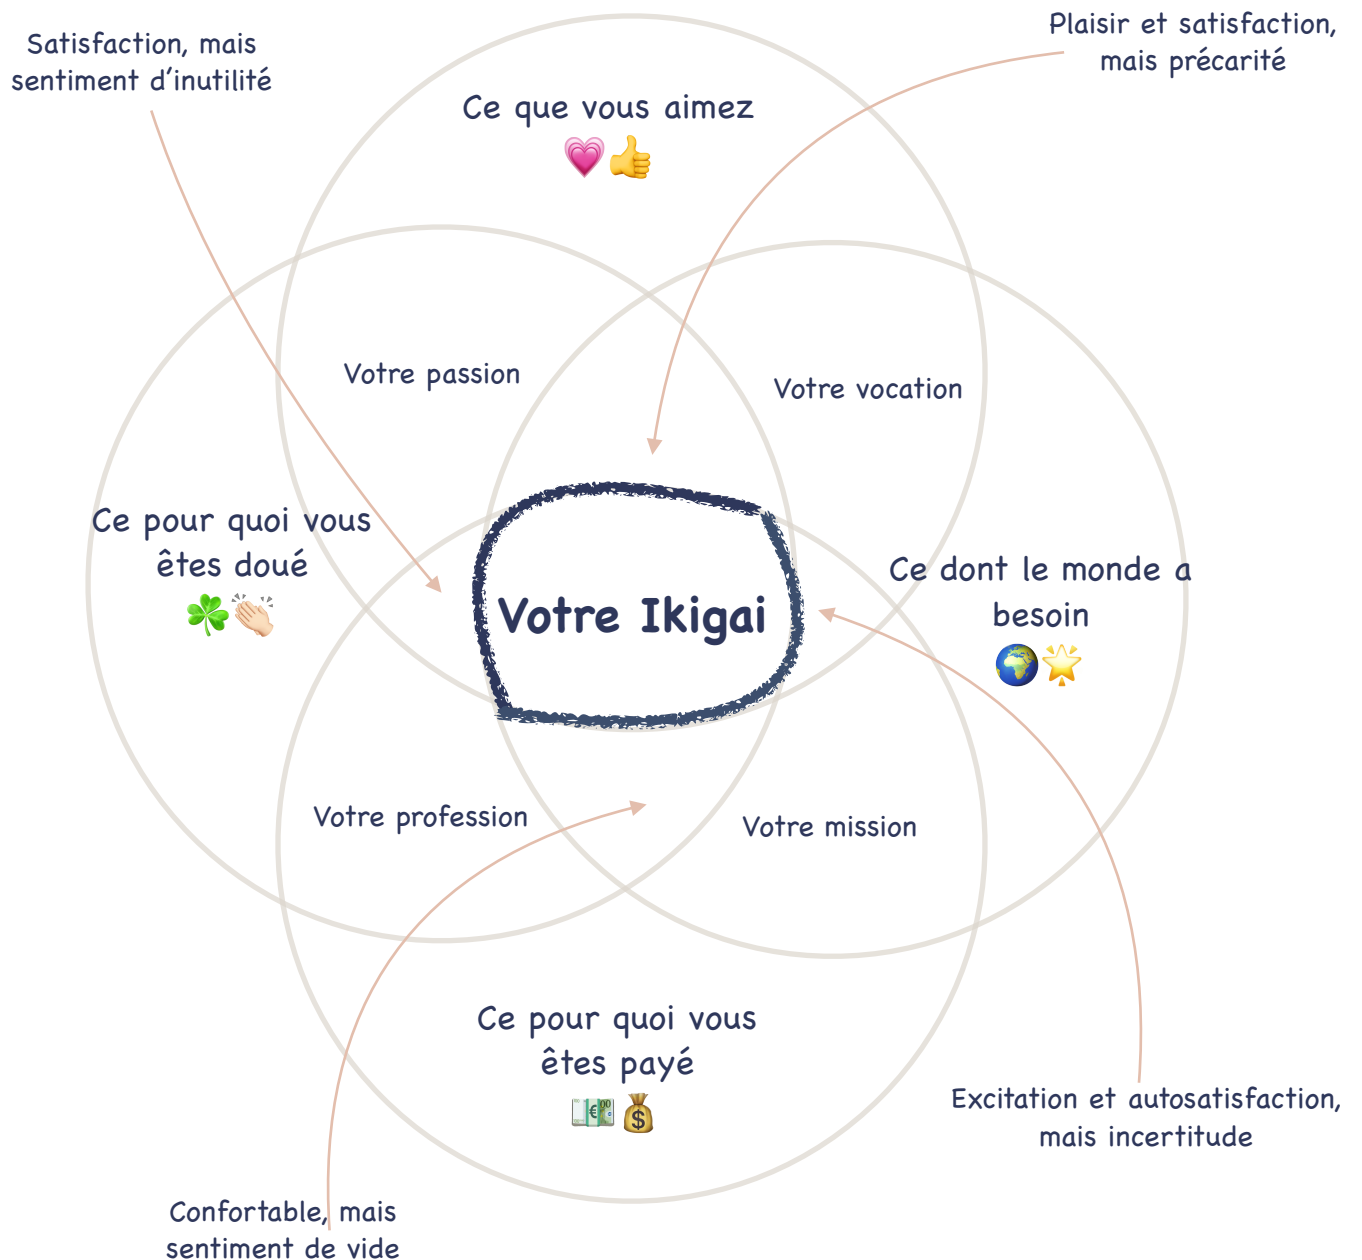 Satisfaction, mais
sentiment d'inutilité
Plaisir et satisfaction,
mais précarité
Ce que vous aimez
Votre passion
Votre vocation
Ce pour quoi vous
êtes doué
Ce dont le monde a
besoin
Votre Ikigai
Votre profession
Votre mission
Ce pour quoi vous
êtes payé
Excitation et autosatisfaction,
mais incertitude
Confortable, mais
sentiment de vide